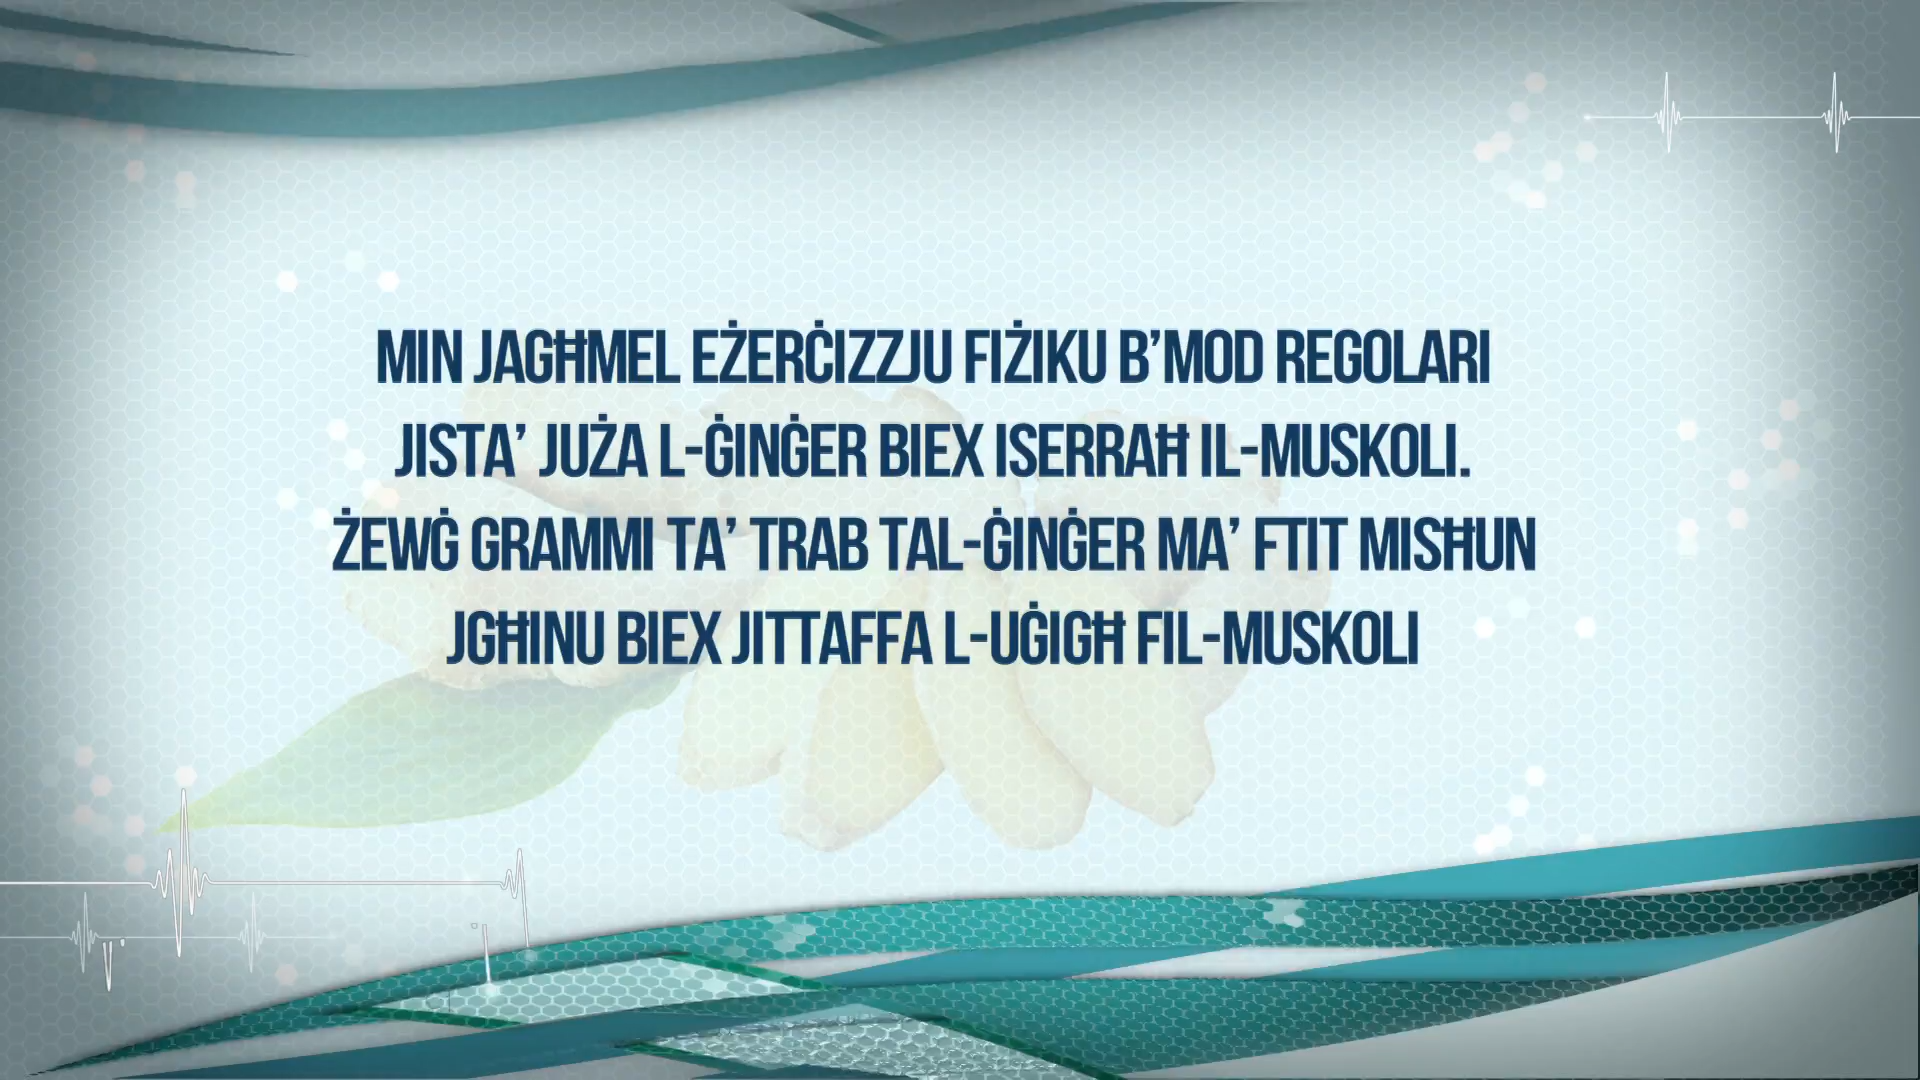 MIN JAGĦMEL EŻERĊIZZJU FIŻIKU B'MOD REGOLARI
JISTA' JUŻA L-ĠINĠER BIEX ISERRAĦ IL-MUSKOLI.
ŻEWĠ GRAMMI TA' TRAB TAL-ĠINĠER MA' FTIT MISĦUN
JGĦINU BIEX JITTAFFA L-UĠIGĦ FIL-MUSKOLI